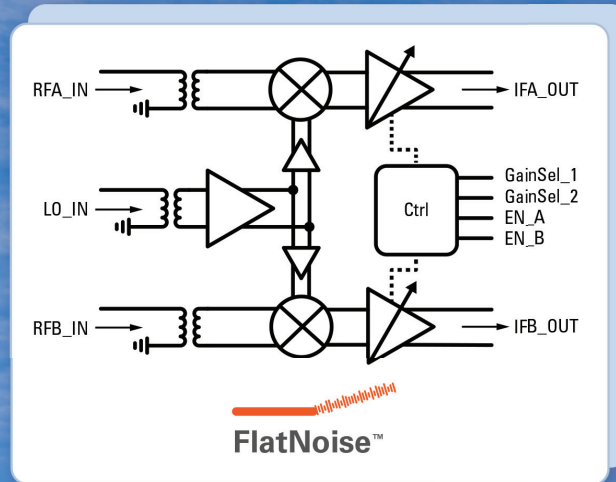 RFA_IN
IFA_OUT
GainSel_1
GainSel_2
LO_IN
Ctrl
EN_A
EN_B
RFB_IN
IFB_OUT
FlatNoise™